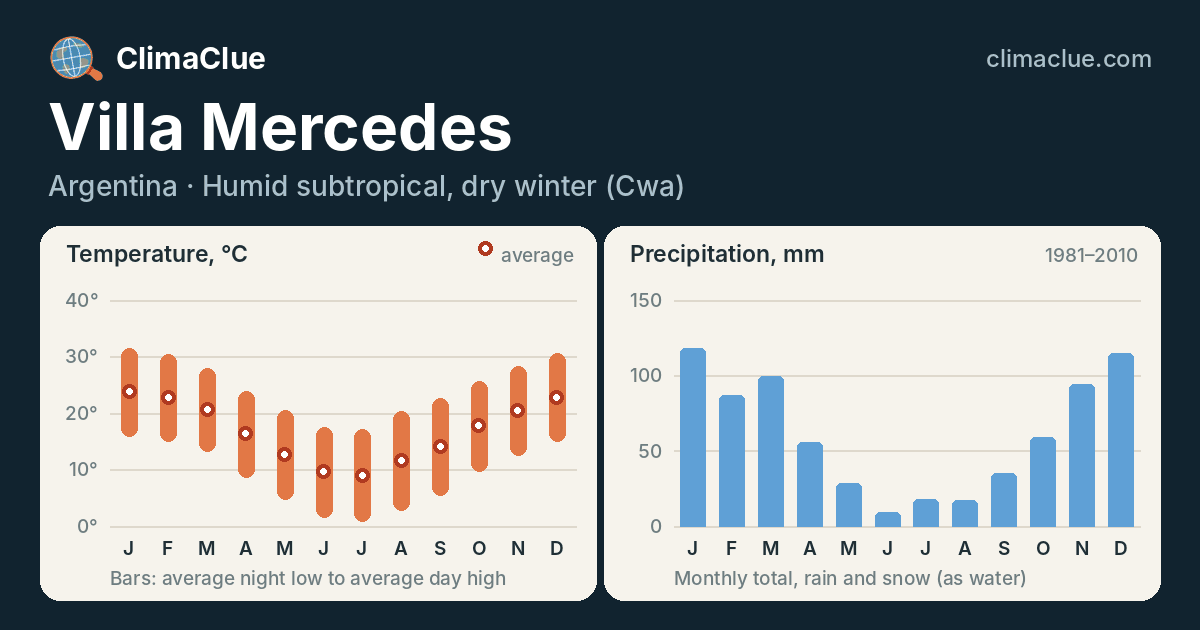 ClimaClue
climaclue.com
Villa Mercedes
Argentina · Humid subtropical, dry winter (Cwa)
Temperature, °C
average
40°
30°
20°
10°
0°
J F M A M J J A S O N D
Bars: average night low to average day high
Precipitation, mm
1981–2010
150
100
50
0
J F M A M J J A S O N D
Monthly total, rain and snow (as water)